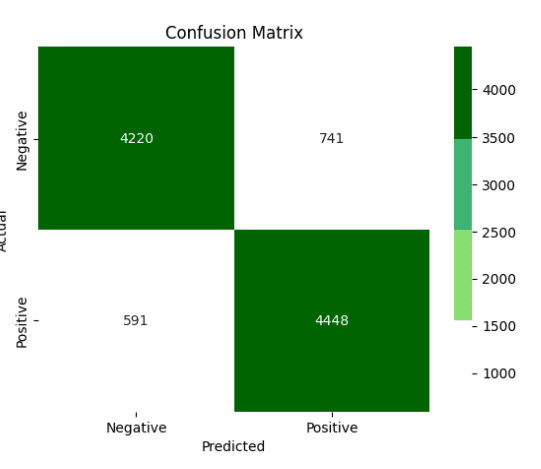 Confusion Matrix
Negative
4220
741
Actual
Positive
591
4448
Negative
Positive
Predicted
4000
3500
3000
2500
2000
1500
1000